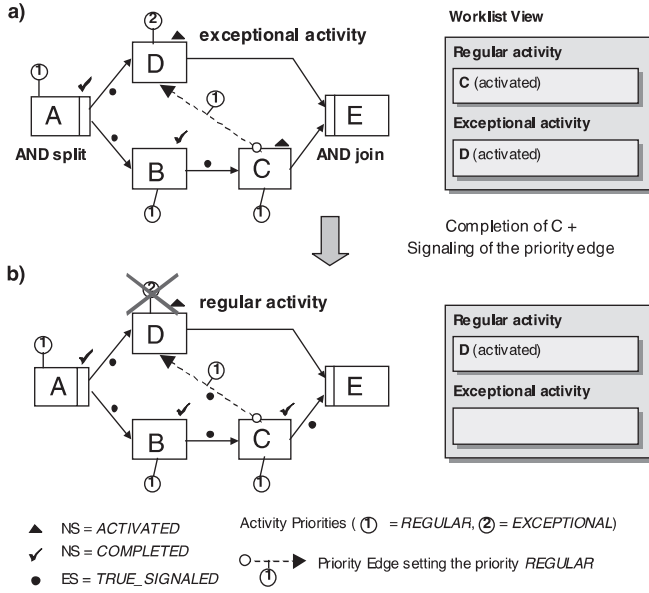 a)
exceptional activity
2
D
1
A
AND split
1
E
AND join
B
C
1
1
Worklist View
Regular activity
C (activated)
Exceptional activity
D (activated)
Completion of C +
Signaling of the priority edge
b)
regular activity
2
D
1
A
1
E
B
C
1
1
Regular activity
D (activated)
Exceptional activity
NS = ACTIVATED
NS = COMPLETED
ES = TRUE_SIGNALED
Activity Priorities ( 1 = REGULAR, 2 = EXCEPTIONAL)
1
Priority Edge setting the priority REGULAR